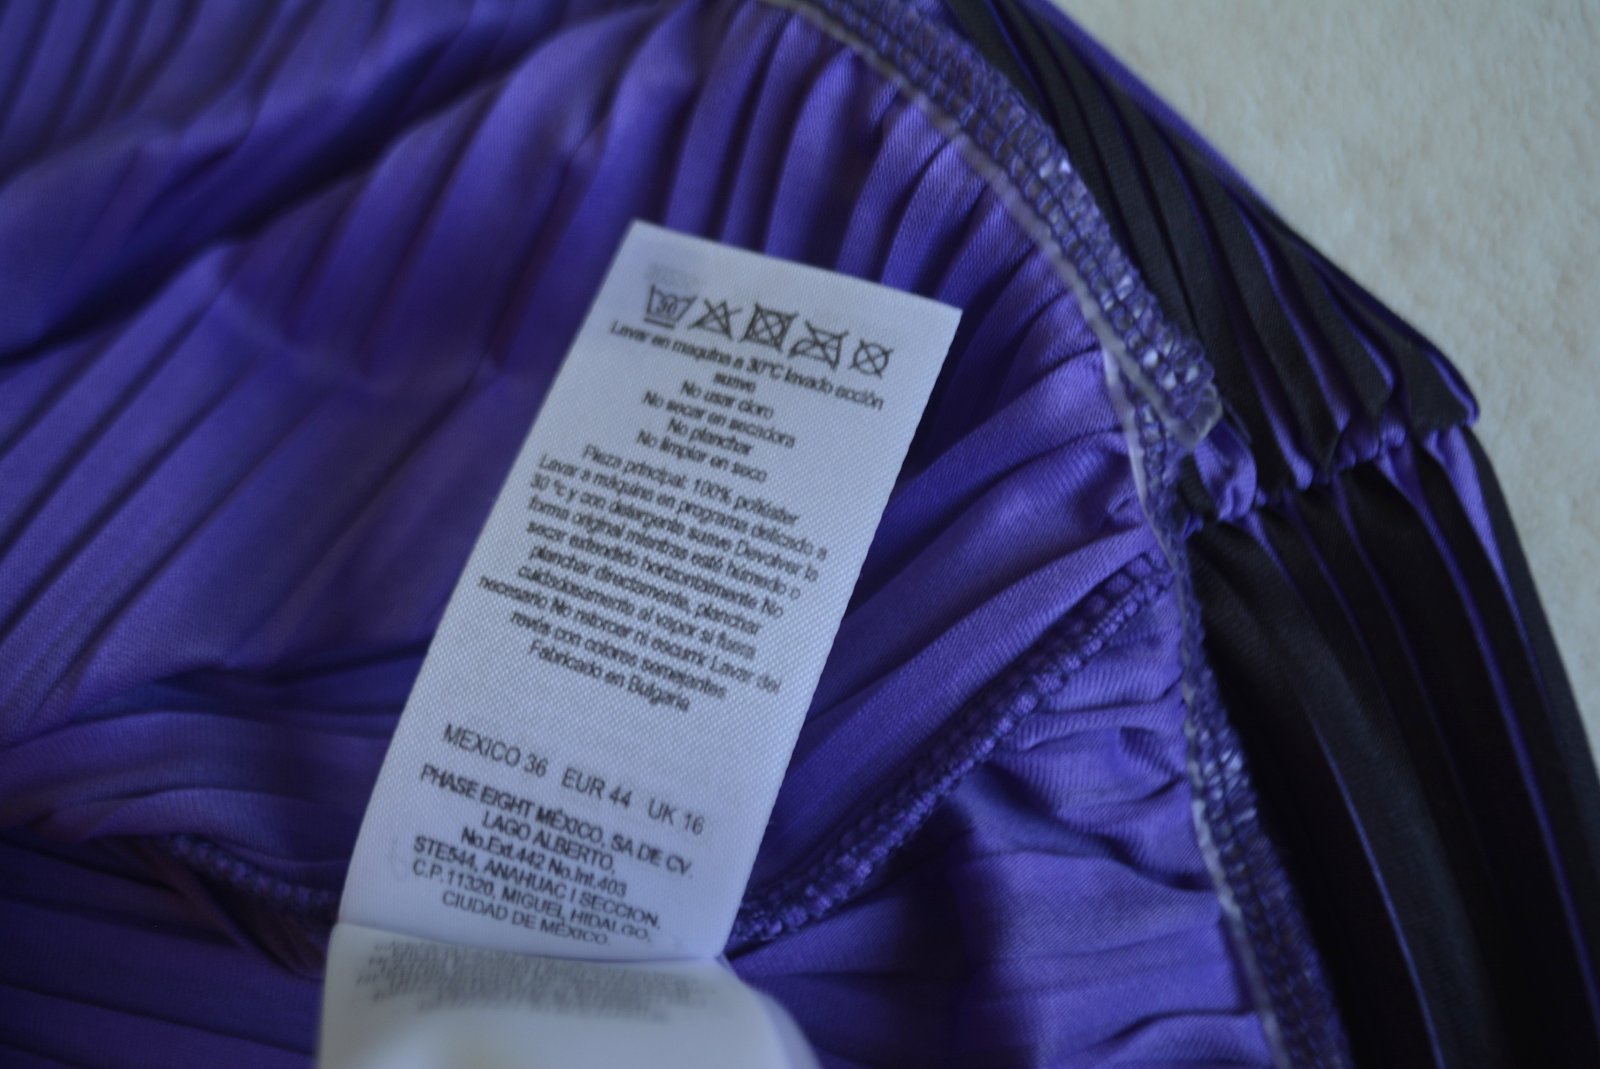 30
Lavar en maquina a 30°C lavado acción
suave
No usar cloro
No secar en secadora
No planchar
No limpiar en seco
Pieza principal: 100% poliéster
Lavar a máquina en programa delicado a
30 °c y con detergente suave Devolver la
forma original mientras esté húmedo o
secar extendido horizontalmente No
planchar directamente, planchar
cuidadosamente al vapor si fuera
necesario No retorcer ni escurrir Lavar del
revés con colores semejantes
Fabricado en Bulgaria
MEXICO 36 EUR 44 UK 16
PHASE EIGHT MÉXICO, SA DE CV.
LAGO ALBERTO,
No.Ext.442 No.Int.403
STE544, ANAHUAC I SECCION.
C.P.11320, MIGUEL HIDALGO,
CIUDAD DE MÉXICO.